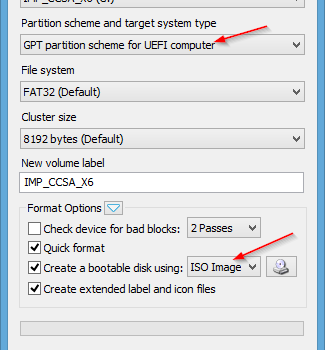 IMP_CCSA_X6 (G:)
Partition scheme and target system type
GPT partition scheme for UEFI computer
File system
FAT32 (Default)
Cluster size
8192 bytes (Default)
New volume label
IMP_CCSA_X6
Format Options
Check device for bad blocks: 2 Passes
Quick format
Create a bootable disk using: ISO Image
Create extended label and icon files